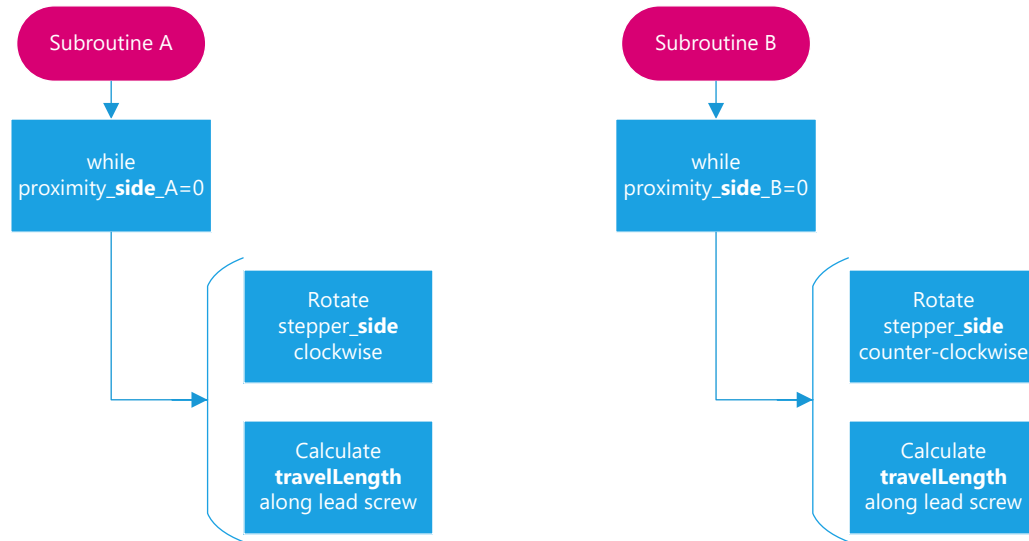 Subroutine A
while
proximity_side_A=0
Rotate
stepper_side
clockwise
Calculate
travelLength
along lead screw
Subroutine B
while
proximity_side_B=0
Rotate
stepper_side
counter-clockwise
Calculate
travelLength
along lead screw